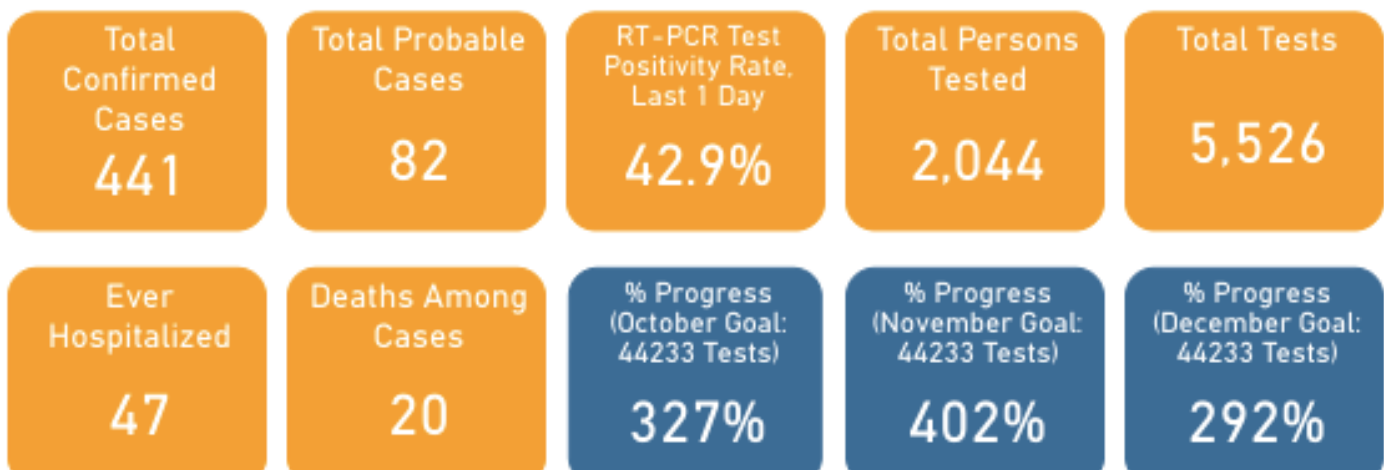 Total
Confirmed
Cases
441
Total Probable
Cases
82
RT-PCR Test
Positivity Rate,
Last 1 Day
42.9%
Total Persons
Tested
2,044
Total Tests
5,526
Ever
Hospitalized
47
Deaths Among
Cases
20
% Progress
(October Goal:
44233 Tests)
327%
% Progress
(November Goal:
44233 Tests)
402%
% Progress
(December Goal:
44233 Tests)
292%